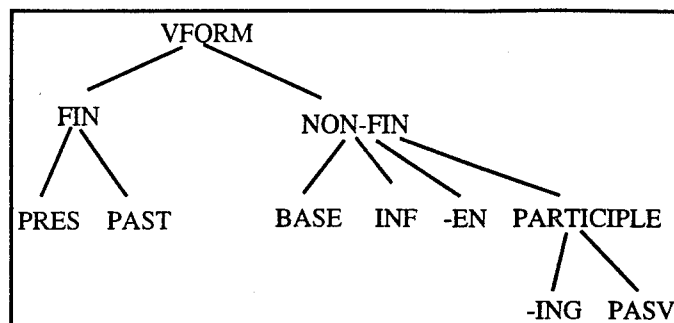 VFORM
FIN NON-FIN
PRES PAST BASE INF -EN PARTICIPLE
-ING PASV